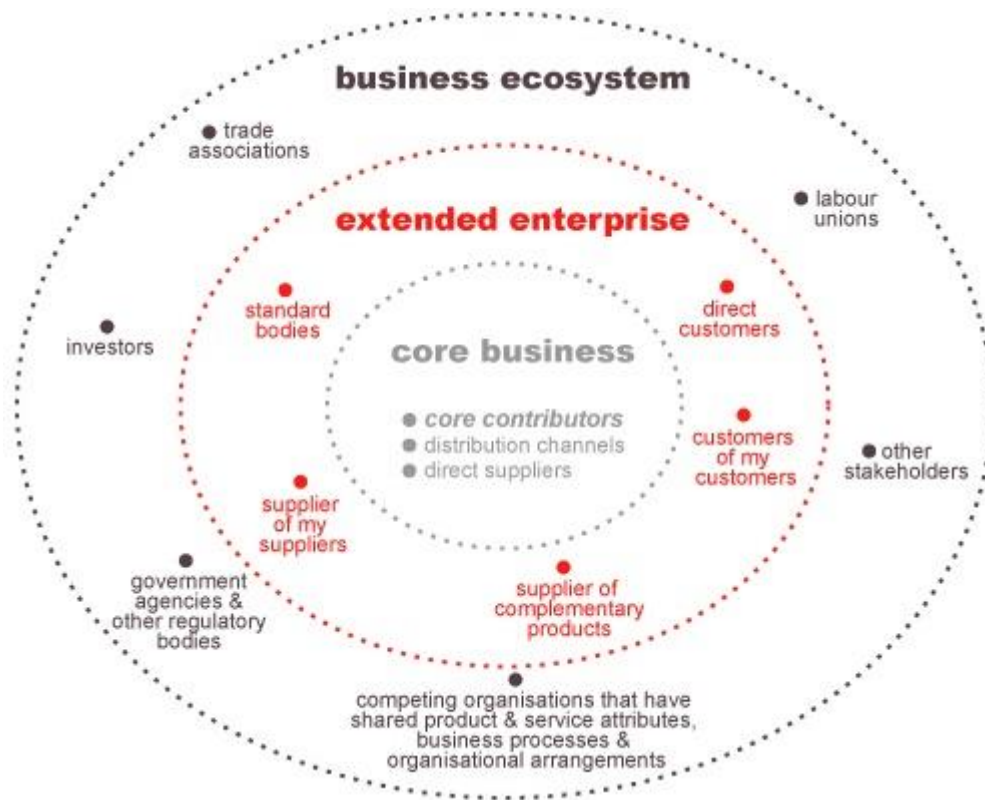 business ecosystem
trade
associations
labour
unions
extended enterprise
standard
bodies
direct
customers
investors
core business
core contributors
distribution channels
direct suppliers
customers
of my
customers
other
stakeholders
supplier
of my
suppliers
government
agencies &
other regulatory
bodies
supplier of
complementary
products
competing organisations that have
shared product & service attributes,
business processes &
organisational arrangements